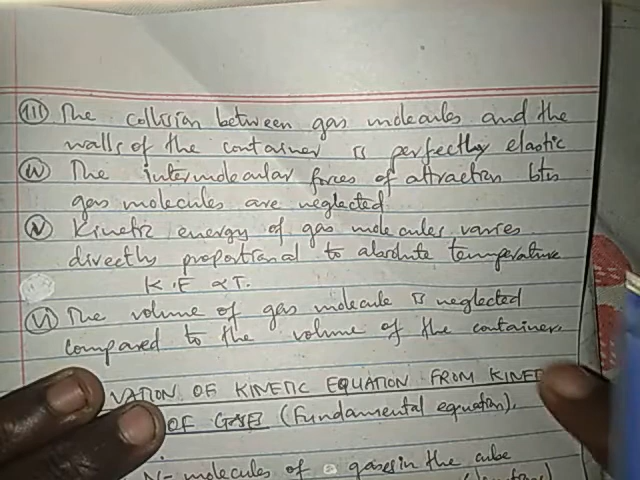 (iii) The collision between gas molecules and the
walls of the container is perfectly elastic
(iv) The intermolecular forces of attraction btn
gas molecules are neglected
(v) Kinetic energy of gas molecules varies
directly proportional to absolute temperature
K.E ∝T.
(vi) The volume of gas molecule is neglected
compared to the volume of the container.
VATION OF KINETIC EQUATION FROM KINET
OF GASES (Fundamental equation).
N- molecules of gases in the cube